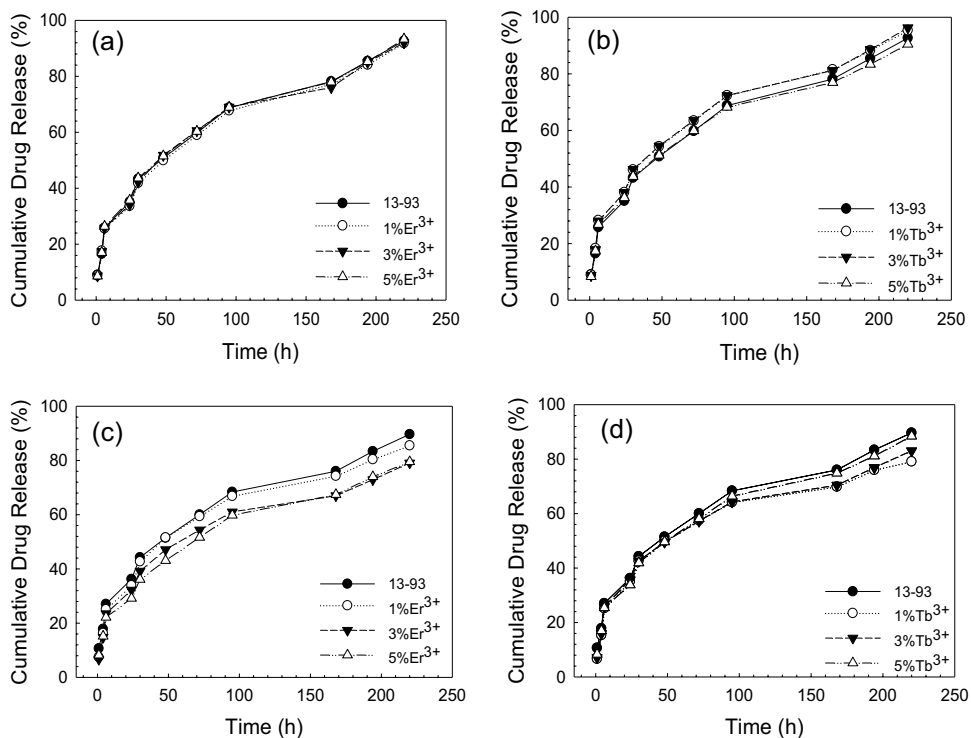 (a)
Cumulative Drug Release (%)
100
80
60
40
20
0
13-93
1%Er3+
3%Er3+
5%Er3+
0 50 100 150 200 250
Time (h)
(b)
Cumulative Drug Release (%)
100
80
60
40
20
0
13-93
1%Tb3+
3%Tb3+
5%Tb3+
0 50 100 150 200 250
Time (h)
(c)
Cumulative Drug Release (%)
100
80
60
40
20
0
13-93
1%Er3+
3%Er3+
5%Er3+
0 50 100 150 200 250
Time (h)
(d)
Cumulative Drug Release (%)
100
80
60
40
20
0
13-93
1%Tb3+
3%Tb3+
5%Tb3+
0 50 100 150 200 250
Time (h)